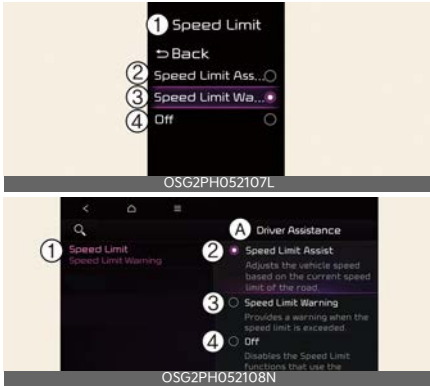 ① Speed Limit
⮌ Back
② Speed Limit Ass...
③ Speed Limit Wa...
④ Off
OSG2PH052107L
Ⓐ Driver Assistance
① Speed Limit
Speed Limit Warning
② Speed Limit Assist
Adjusts the vehicle speed
based on the current speed
limit of the road.
③ Speed Limit Warning
Provides a warning when the
speed limit is exceeded.
④ Off
Disables the Speed Limit
functions that use the
OSG2PH052108N